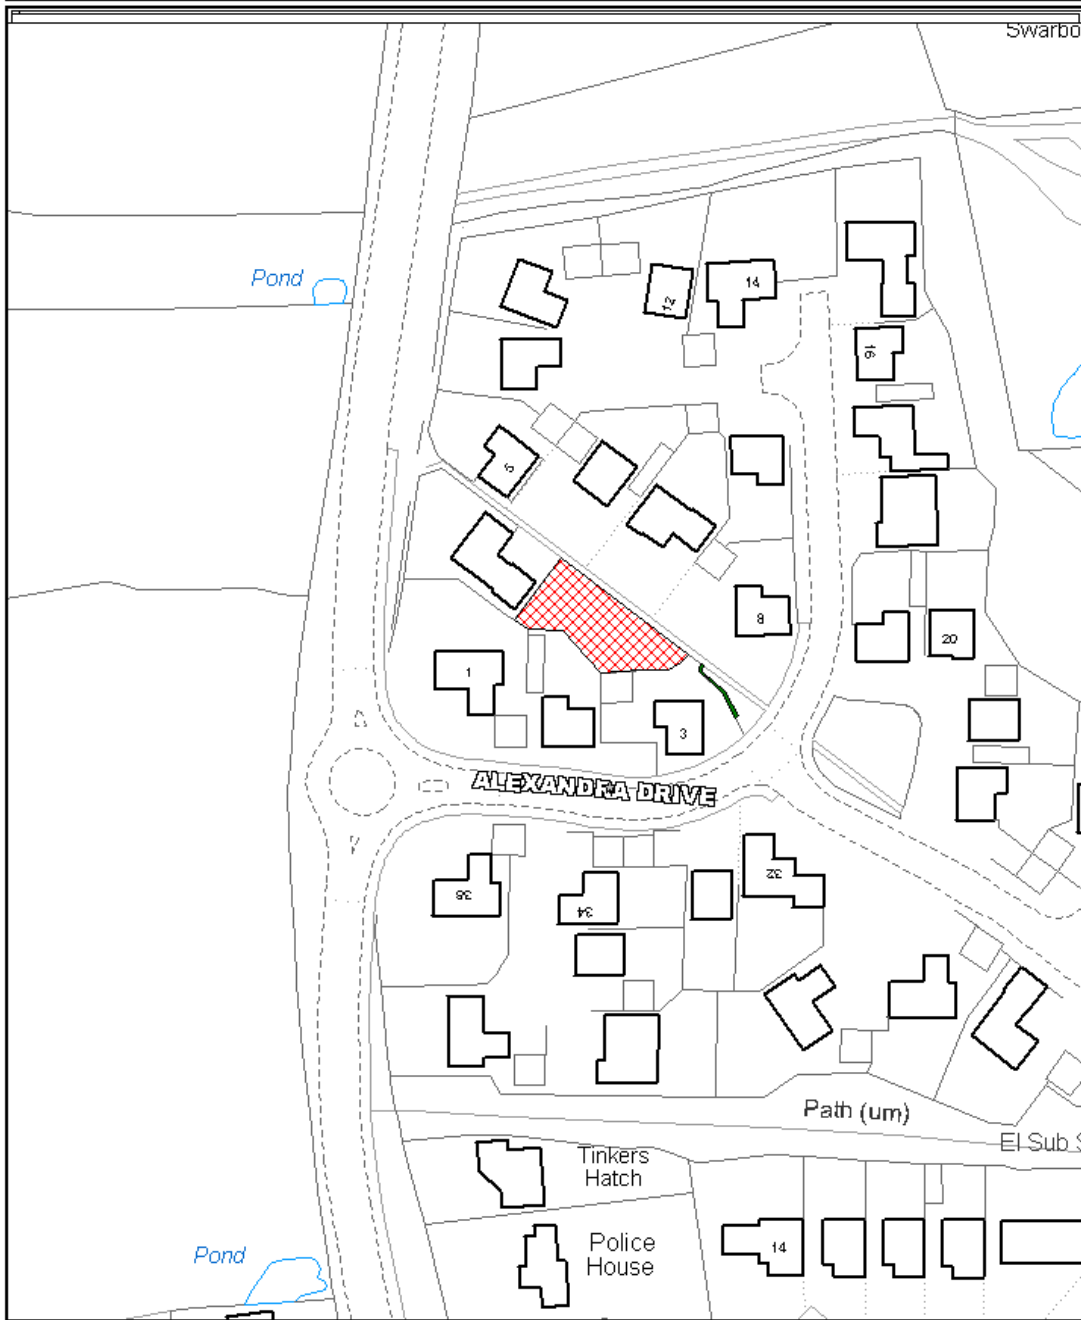 Swarbo
Pond
12
14
16
5
8
20
1
3
ALEXANDRA DRIVE
32
36
34
Path (um)
El Sub S
Tinkers
Hatch
14
Police
House
Pond